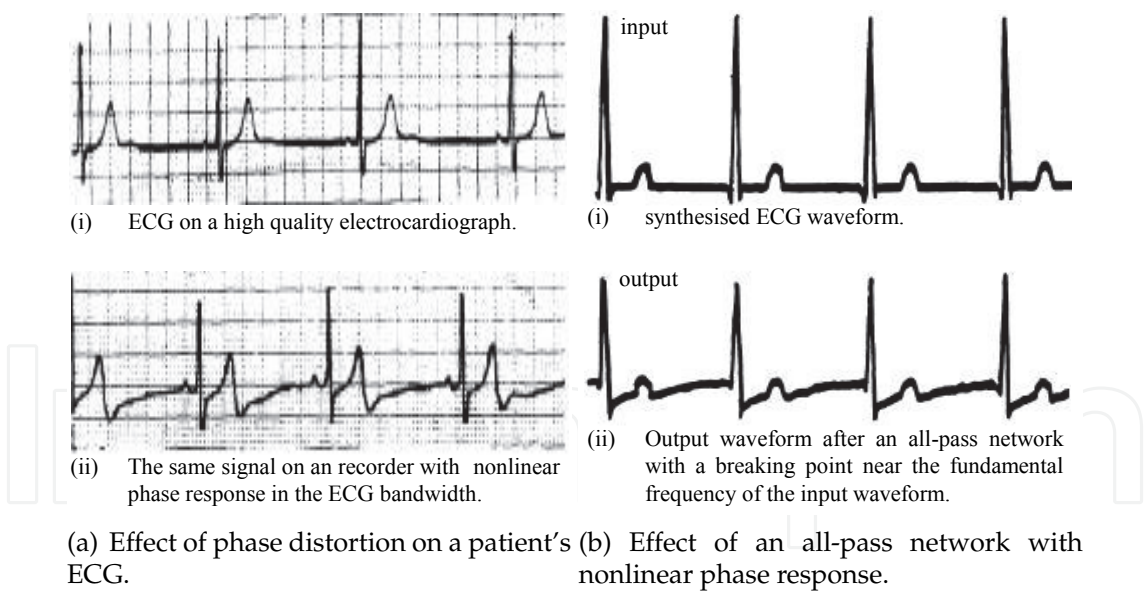 input
(i) ECG on a high quality electrocardiograph.
(i) synthesised ECG waveform.
output
(ii) The same signal on an recorder with nonlinear
phase response in the ECG bandwidth.
(ii) Output waveform after an all-pass network
with a breaking point near the fundamental
frequency of the input waveform.
(a) Effect of phase distortion on a patient's
ECG.
(b) Effect of an all-pass network with
nonlinear phase response.